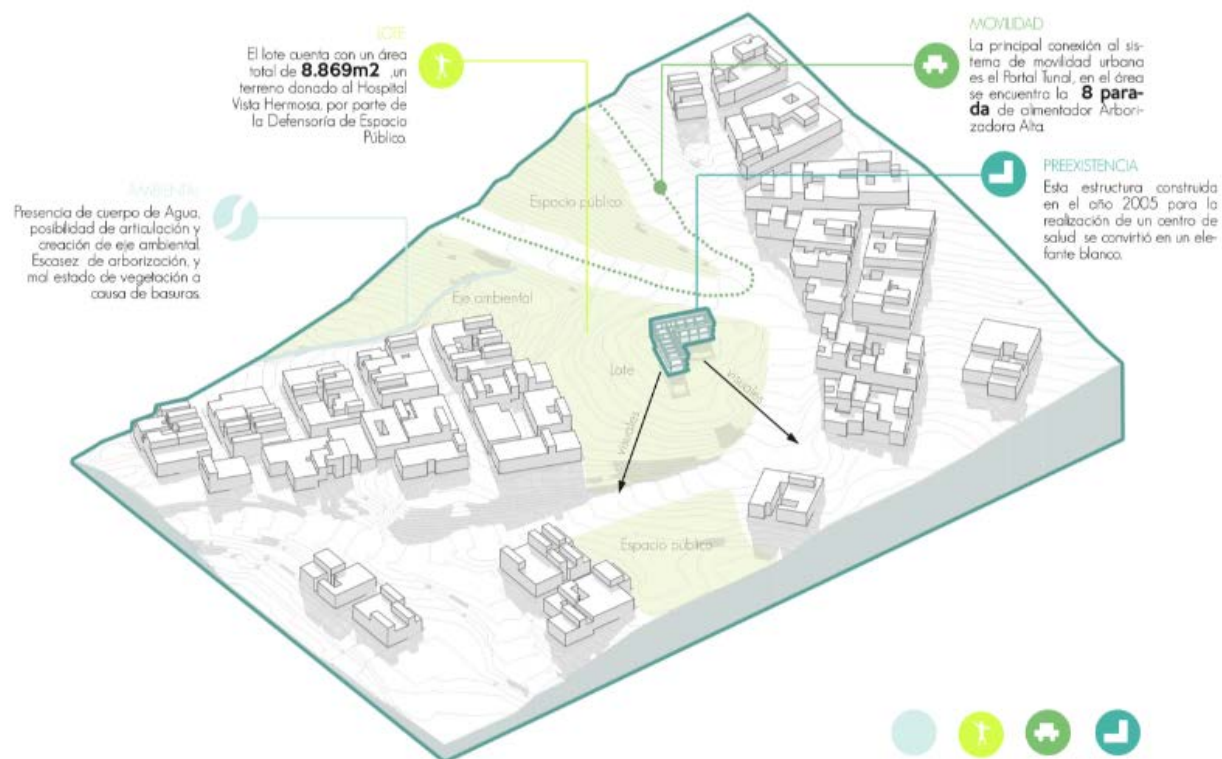 LOTE
El lote cuenta con un área
total de 8.869m2 ,un
terreno donado al Hospital
Vista Hermosa, por parte de
la Defensoría de Espacio
Público.
MOVILIDAD
La principal conexión al sis-
tema de movilidad urbana
es el Portal Tunal, en el área
se encuentra la 8 para-
da de alimentador Arbori-
zadora Alta.
AMBIENTAL
Presencia de cuerpo de Agua,
posibilidad de articulación y
creación de eje ambiental.
Escasez de arborización, y
mal estado de vegetación a
causa de basuras.
PREEXISTENCIA
Esta estructura construida
en el año 2005 para la
realización de un centro de
salud se convirtió en un ele-
fante blanco.
Espacio público
Eje ambiental
Lote
visuales
visuales
Espacio público